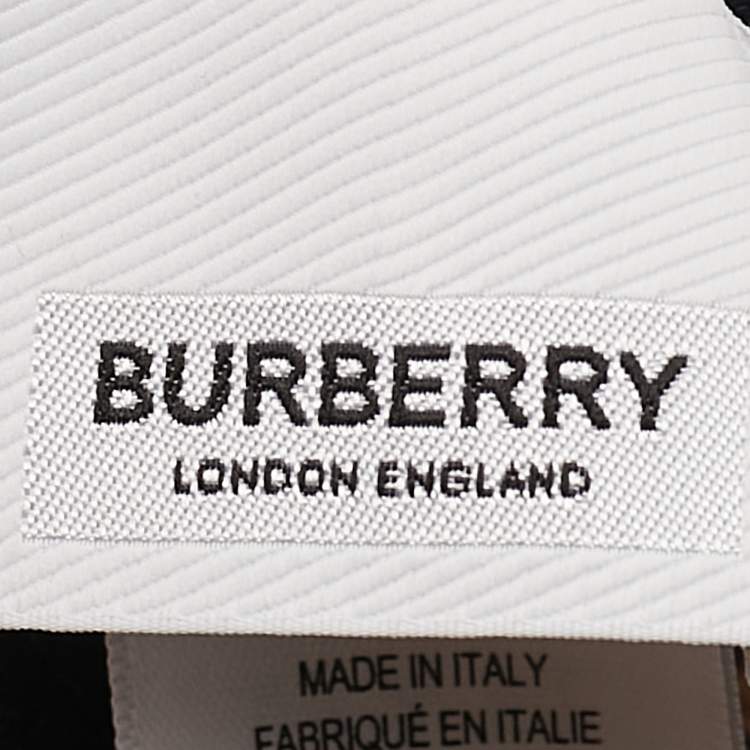 BURBERRY
LONDON ENGLAND
MADE IN ITALY
FABRIQUÉ EN ITALIE